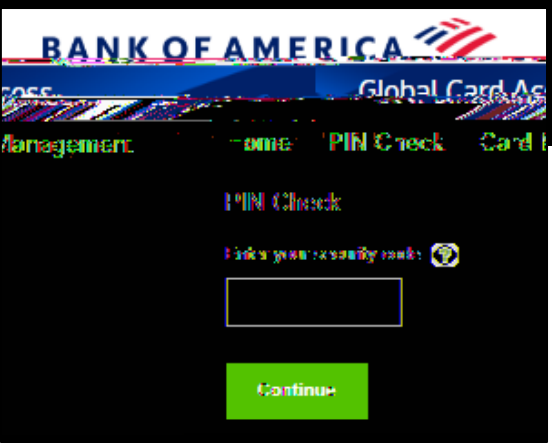 BANK OF AMERICA
Global Card Ac
Management
Home PIN Check Card
PIN Check
Enter your security code
Continue